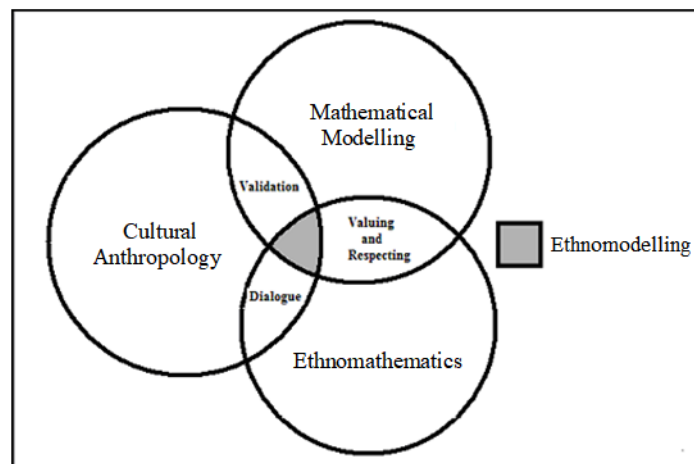 Mathematical
Modelling
Validation
Cultural
Anthropology
Valuing
and
Respecting
Ethnomodelling
Dialogue
Ethnomathematics